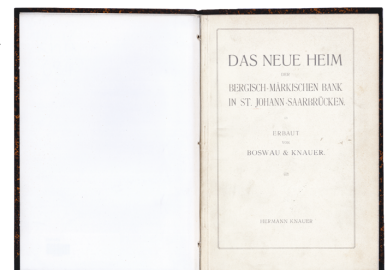 DAS NEUE HEIM
DER
BERGISCH-MÄRKISCHEN BANK
IN ST. JOHANN-SAARBRÜCKEN.
ERBAUT
VON
BOSWAU & KNAUER.
HERMANN KNAUER